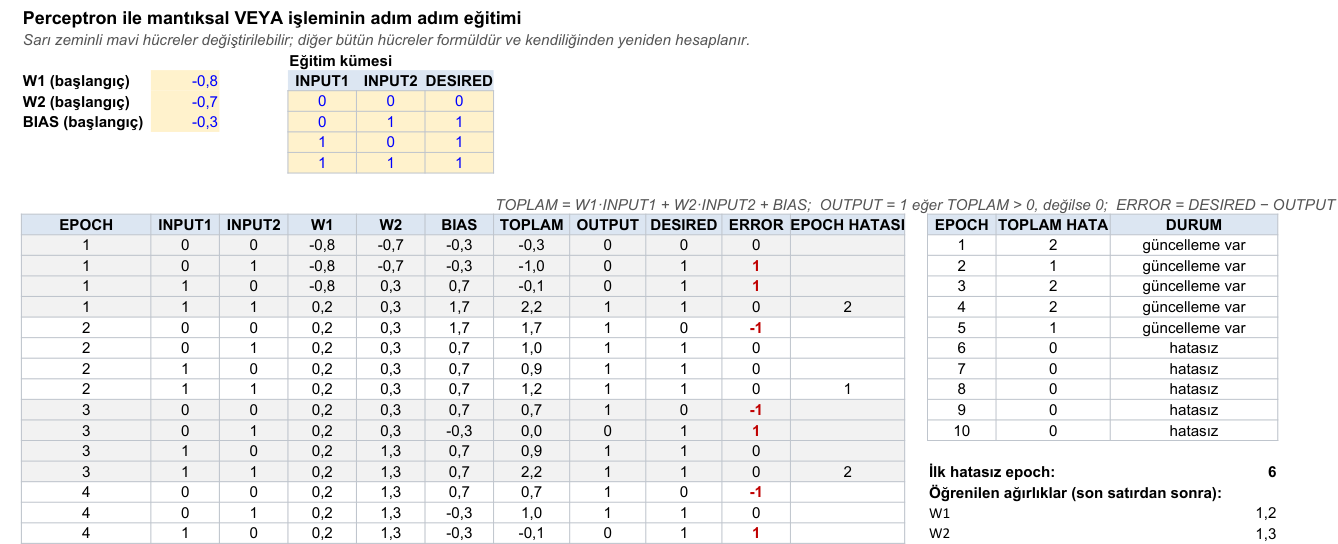 Perceptron ile mantıksal VEYA işleminin adım adım eğitimi
Sarı zeminli mavi hücreler değiştirilebilir; diğer bütün hücreler formüldür ve kendiliğinden yeniden hesaplanır.
Eğitim kümesi
W1 (başlangıç) -0,8 INPUT1 INPUT2 DESIRED
W2 (başlangıç) -0,7 0 0 0
BIAS (başlangıç) -0,3 0 1 1
1 0 1
1 1 1
TOPLAM = W1·INPUT1 + W2·INPUT2 + BIAS; OUTPUT = 1 eğer TOPLAM > 0, değilse 0; ERROR = DESIRED − OUTPUT
EPOCH INPUT1 INPUT2 W1 W2 BIAS TOPLAM OUTPUT DESIRED ERROR EPOCH HATASI EPOCH TOPLAM HATA DURUM
1 0 0 -0,8 -0,7 -0,3 -0,3 0 0 0 1 2 güncelleme var
1 0 1 -0,8 -0,7 -0,3 -1,0 0 1 1 2 1 güncelleme var
1 1 0 -0,8 0,3 0,7 -0,1 0 1 1 3 2 güncelleme var
1 1 1 0,2 0,3 1,7 2,2 1 1 0 2 4 2 güncelleme var
2 0 0 0,2 0,3 1,7 1,7 1 0 -1 5 1 güncelleme var
2 0 1 0,2 0,3 0,7 1,0 1 1 0 6 0 hatasız
2 1 0 0,2 0,3 0,7 0,9 1 1 0 7 0 hatasız
2 1 1 0,2 0,3 0,7 1,2 1 1 0 1 8 0 hatasız
3 0 0 0,2 0,3 0,7 0,7 1 0 -1 9 0 hatasız
3 0 1 0,2 0,3 -0,3 0,0 0 1 1 10 0 hatasız
3 1 0 0,2 1,3 0,7 0,9 1 1 0
3 1 1 0,2 1,3 0,7 2,2 1 1 0 2 İlk hatasız epoch: 6
4 0 0 0,2 1,3 0,7 0,7 1 0 -1 Öğrenilen ağırlıklar (son satırdan sonra):
4 0 1 0,2 1,3 -0,3 1,0 1 1 0 W1 1,2
4 1 0 0,2 1,3 -0,3 -0,1 0 1 1 W2 1,3